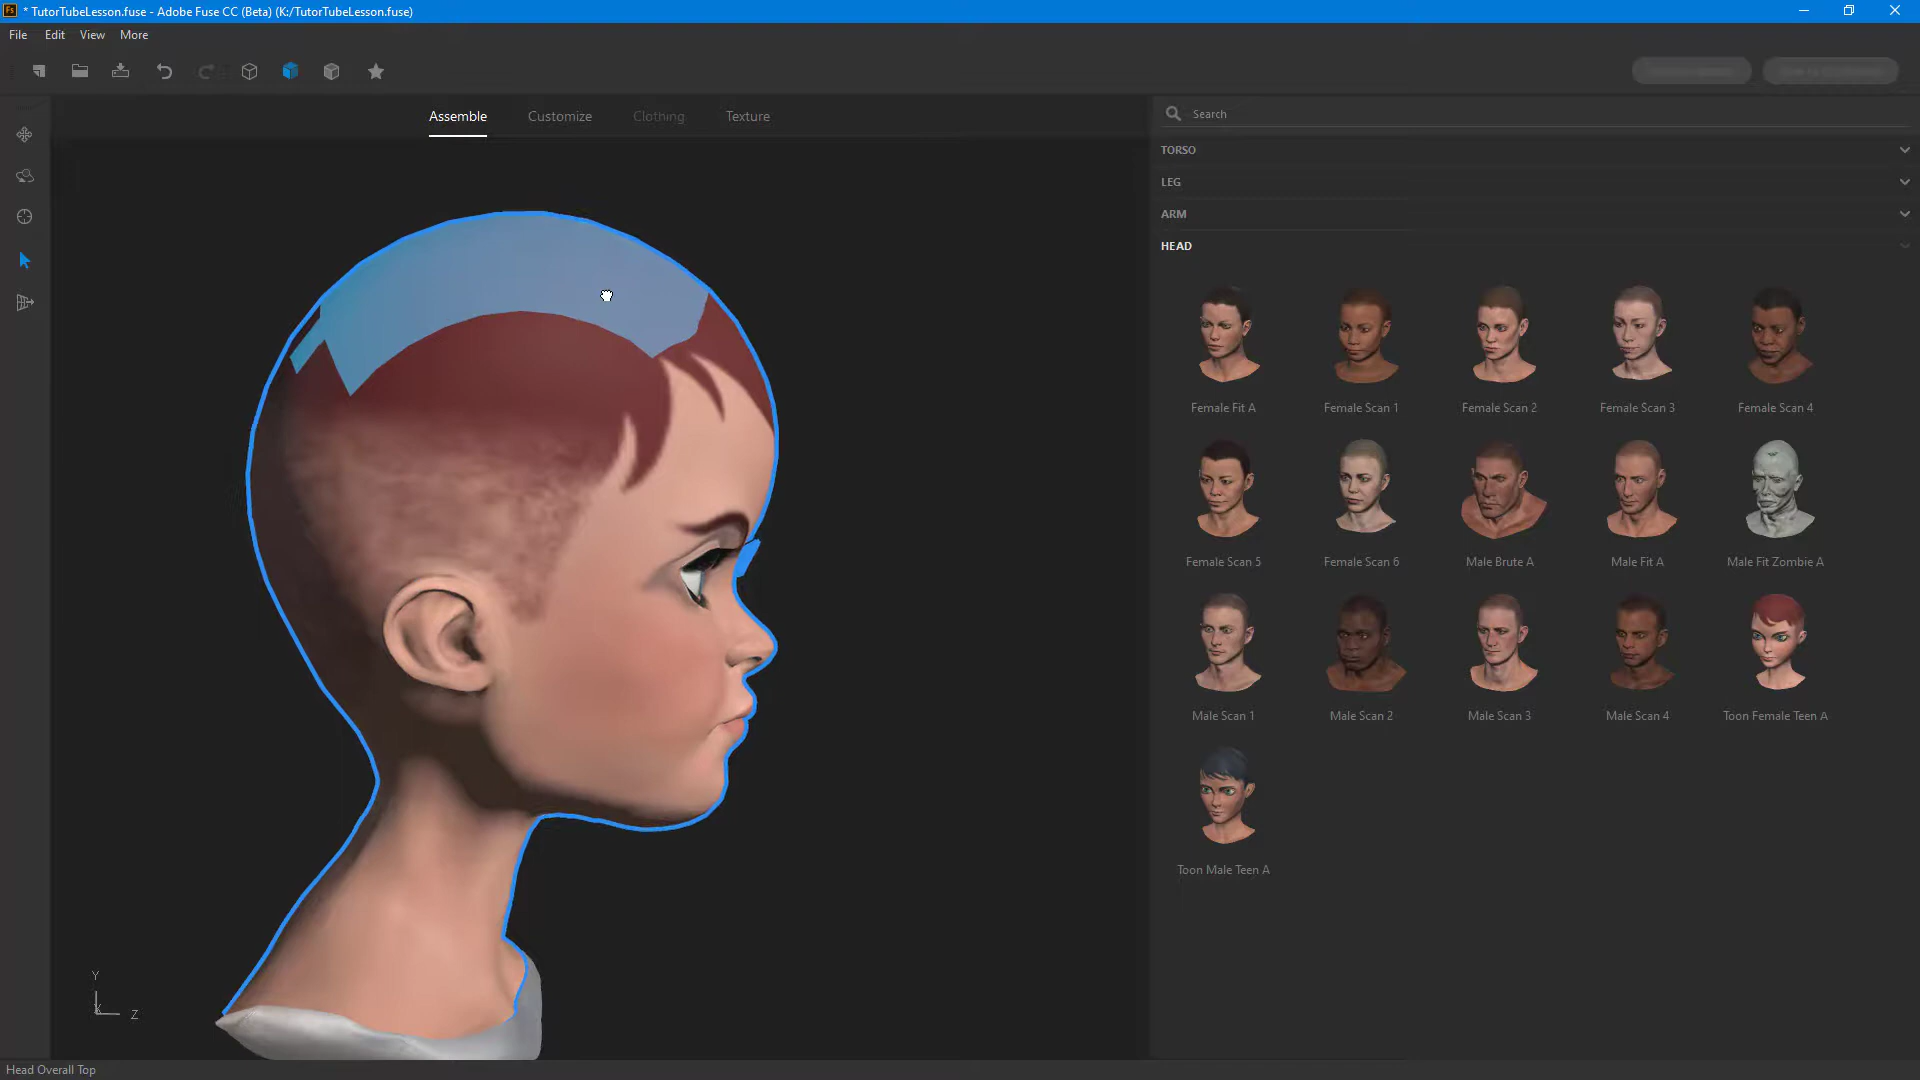 Fs * TutorTubeLesson.fuse - Adobe Fuse CC (Beta) (K:/TutorTubeLesson.fuse)
File Edit View More
Assemble Customize Clothing Texture
Search
TORSO
LEG
ARM
HEAD
Female Fit A Female Scan 1 Female Scan 2 Female Scan 3 Female Scan 4
Female Scan 5 Female Scan 6 Male Brute A Male Fit A Male Fit Zombie A
Male Scan 1 Male Scan 2 Male Scan 3 Male Scan 4 Toon Female Teen A
Toon Male Teen A
Y
X
Z
Head Overall Top